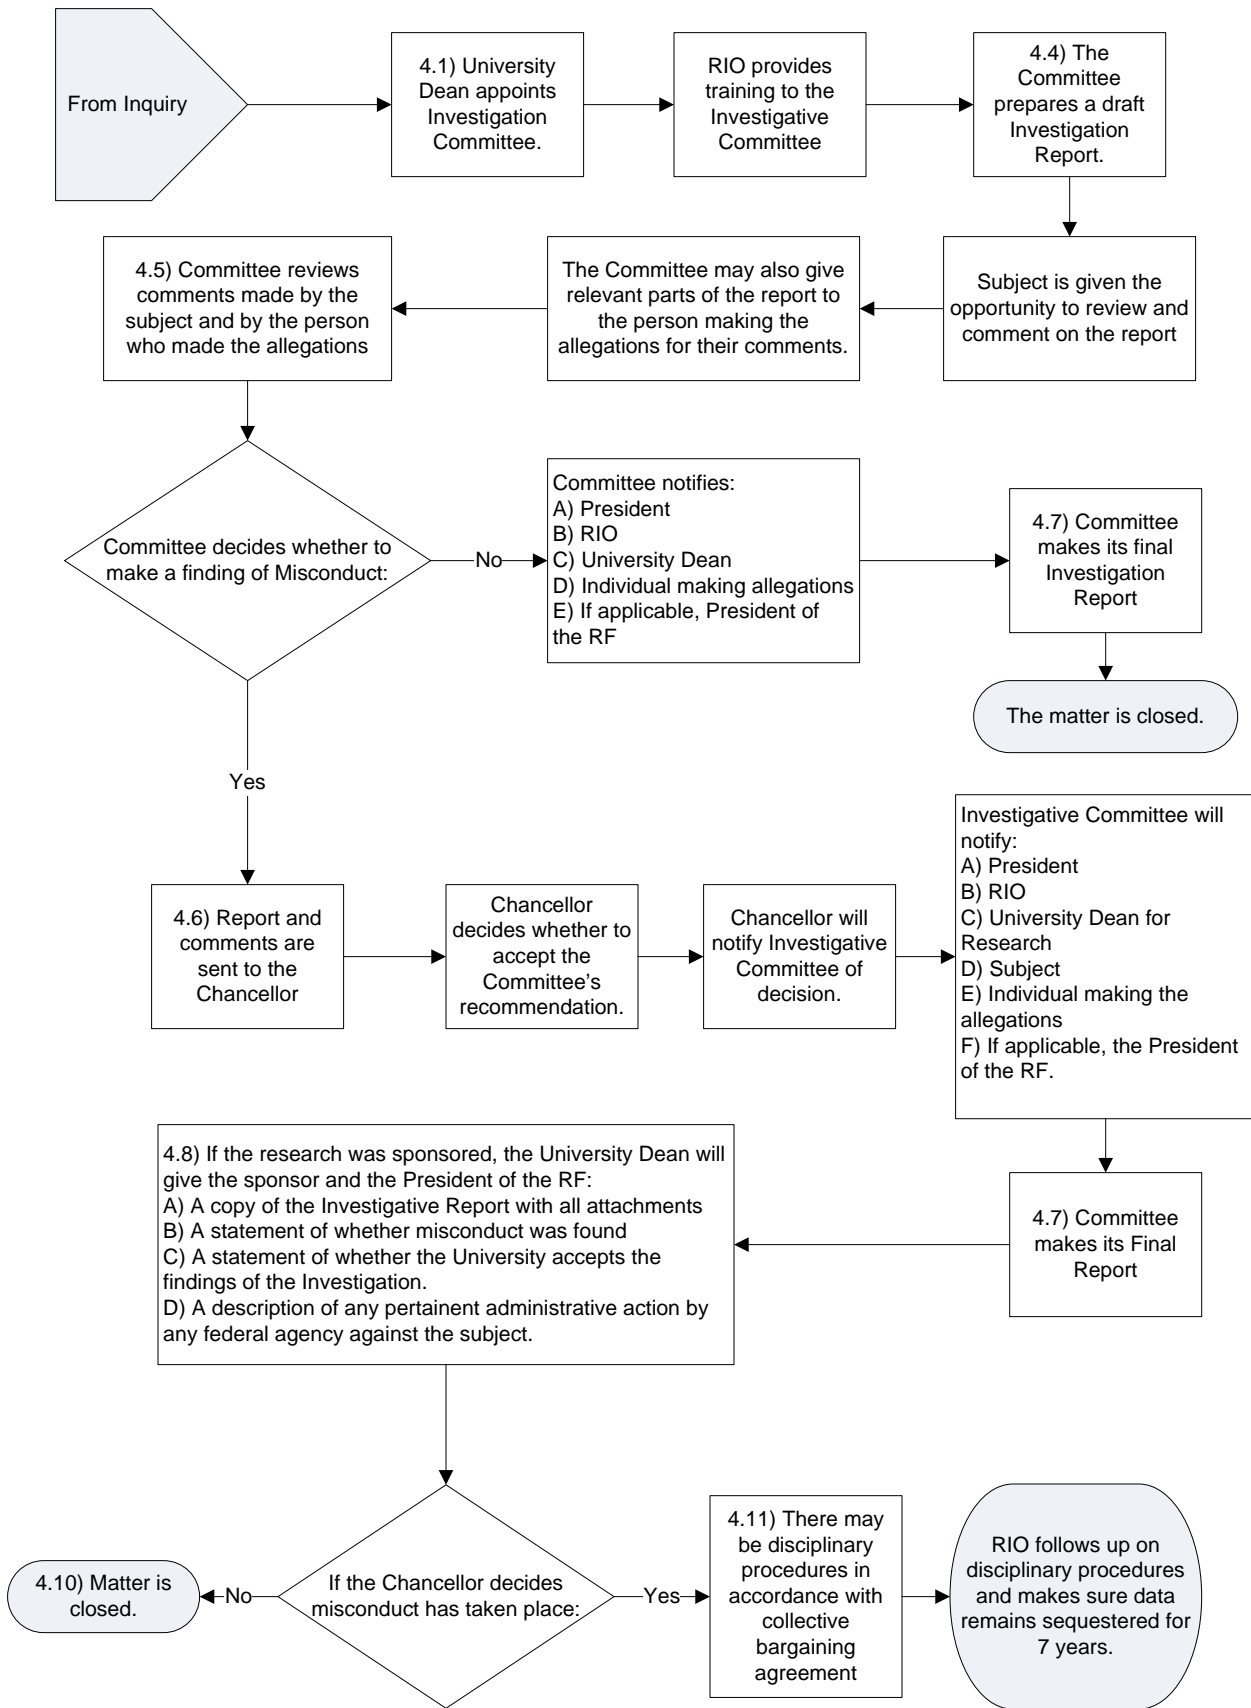 From Inquiry
4.1) University
Dean appoints
Investigation
Committee.
RIO provides
training to the
Investigative
Committee
4.4) The
Committee
prepares a draft
Investigation
Report.
Subject is given the
opportunity to review and
comment on the report
The Committee may also give
relevant parts of the report to
the person making the
allegations for their comments.
4.5) Committee reviews
comments made by the
subject and by the person
who made the allegations
Committee decides whether to
make a finding of Misconduct:
No
Committee notifies:
A) President
B) RIO
C) University Dean
D) Individual making allegations
E) If applicable, President of
the RF
4.7) Committee
makes its final
Investigation
Report
The matter is closed.
Yes
4.6) Report and
comments are
sent to the
Chancellor
Chancellor
decides whether to
accept the
Committee’s
recommendation.
Chancellor will
notify Investigative
Committee of
decision.
Investigative Committee will
notify:
A) President
B) RIO
C) University Dean for
Research
D) Subject
E) Individual making the
allegations
F) If applicable, the President
of the RF.
4.7) Committee
makes its Final
Report
4.8) If the research was sponsored, the University Dean will
give the sponsor and the President of the RF:
A) A copy of the Investigative Report with all attachments
B) A statement of whether misconduct was found
C) A statement of whether the University accepts the
findings of the Investigation.
D) A description of any pertainent administrative action by
any federal agency against the subject.
If the Chancellor decides
misconduct has taken place:
No
4.10) Matter is
closed.
Yes
4.11) There may
be disciplinary
procedures in
accordance with
collective
bargaining
agreement
RIO follows up on
disciplinary procedures
and makes sure data
remains sequestered for
7 years.